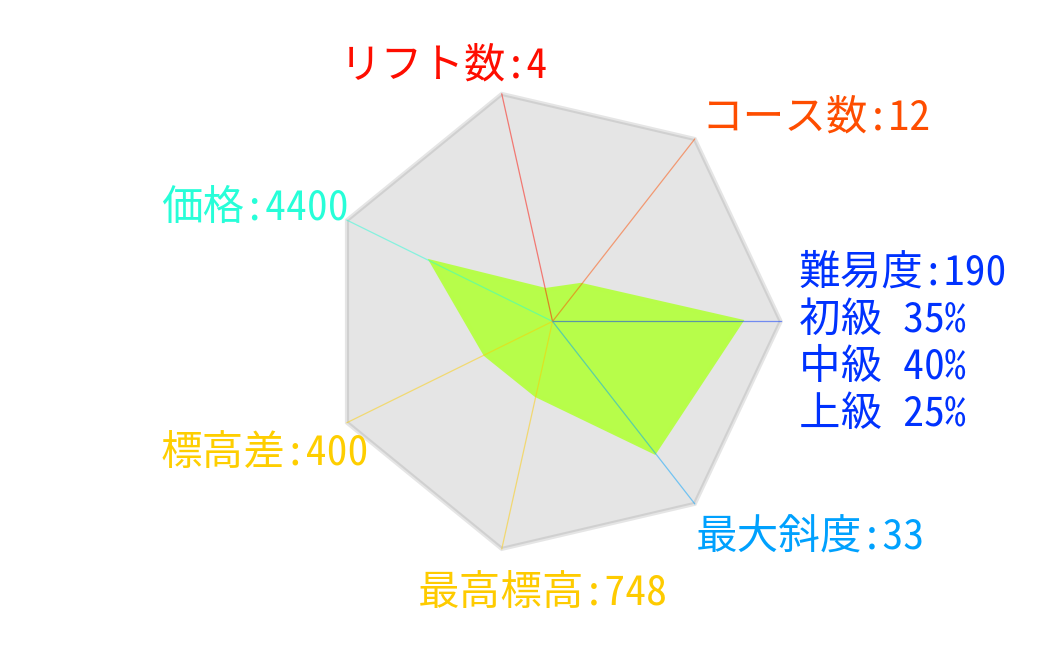 リフト数:4
コース数:12
価格:4400
難易度:190
初級 35%
中級 40%
上級 25%
標高差:400
最大斜度:33
最高標高:748